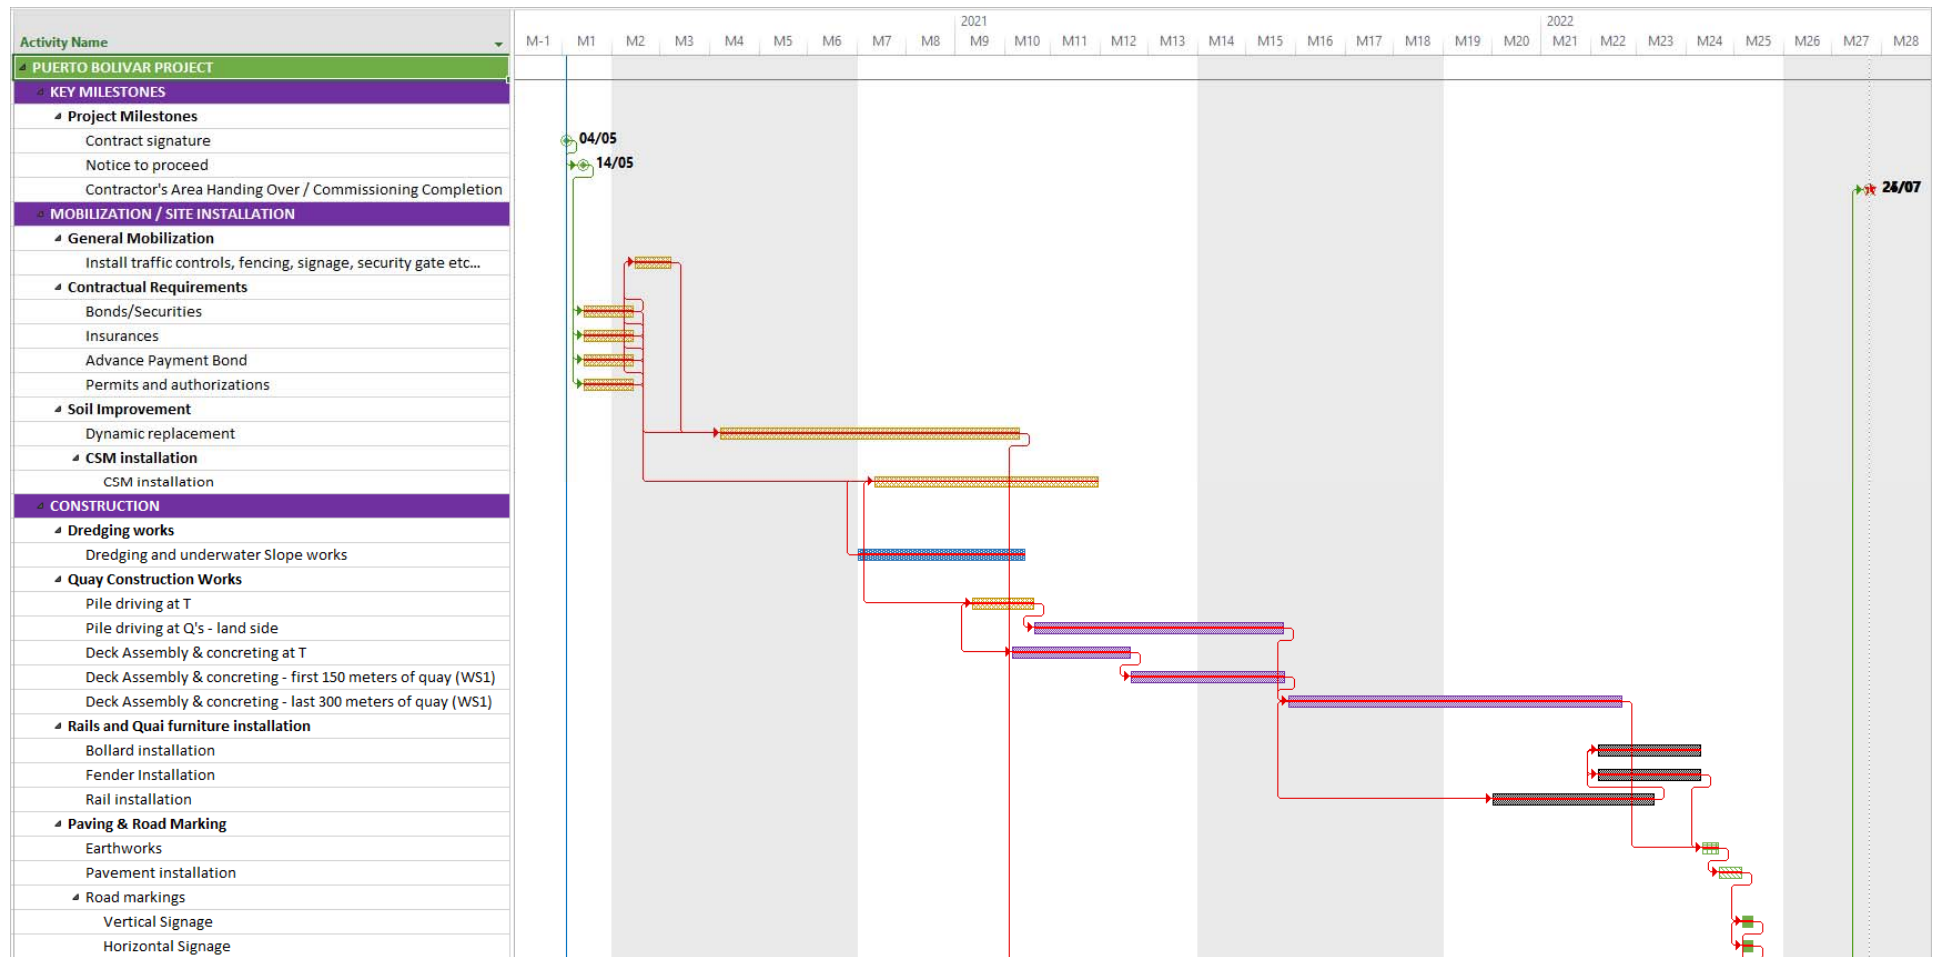 2021
2022
Activity Name
M-1 M1 M2 M3 M4 M5 M6 M7 M8 M9 M10 M11 M12 M13 M14 M15 M16 M17 M18 M19 M20 M21 M22 M23 M24 M25 M26 M27 M28
PUERTO BOLIVAR PROJECT
KEY MILESTONES
Project Milestones
Contract signature
04/05
Notice to proceed
14/05
Contractor's Area Handing Over / Commissioning Completion
MOBILIZATION / SITE INSTALLATION
General Mobilization
Install traffic controls, fencing, signage, security gate etc...
Contractual Requirements
Bonds/Securities
Insurances
Advance Payment Bond
Permits and authorizations
Soil Improvement
Dynamic replacement
CSM installation
CSM installation
CONSTRUCTION
Dredging works
Dredging and underwater Slope works
Quay Construction Works
Pile driving at T
Pile driving at Q's - land side
Deck Assembly & concreting at T
Deck Assembly & concreting - first 150 meters of quay (WS1)
Deck Assembly & concreting - last 300 meters of quay (WS1)
Rails and Quai furniture installation
Bollard installation
Fender Installation
Rail installation
Paving & Road Marking
Earthworks
Pavement installation
Road markings
Vertical Signage
Horizontal Signage